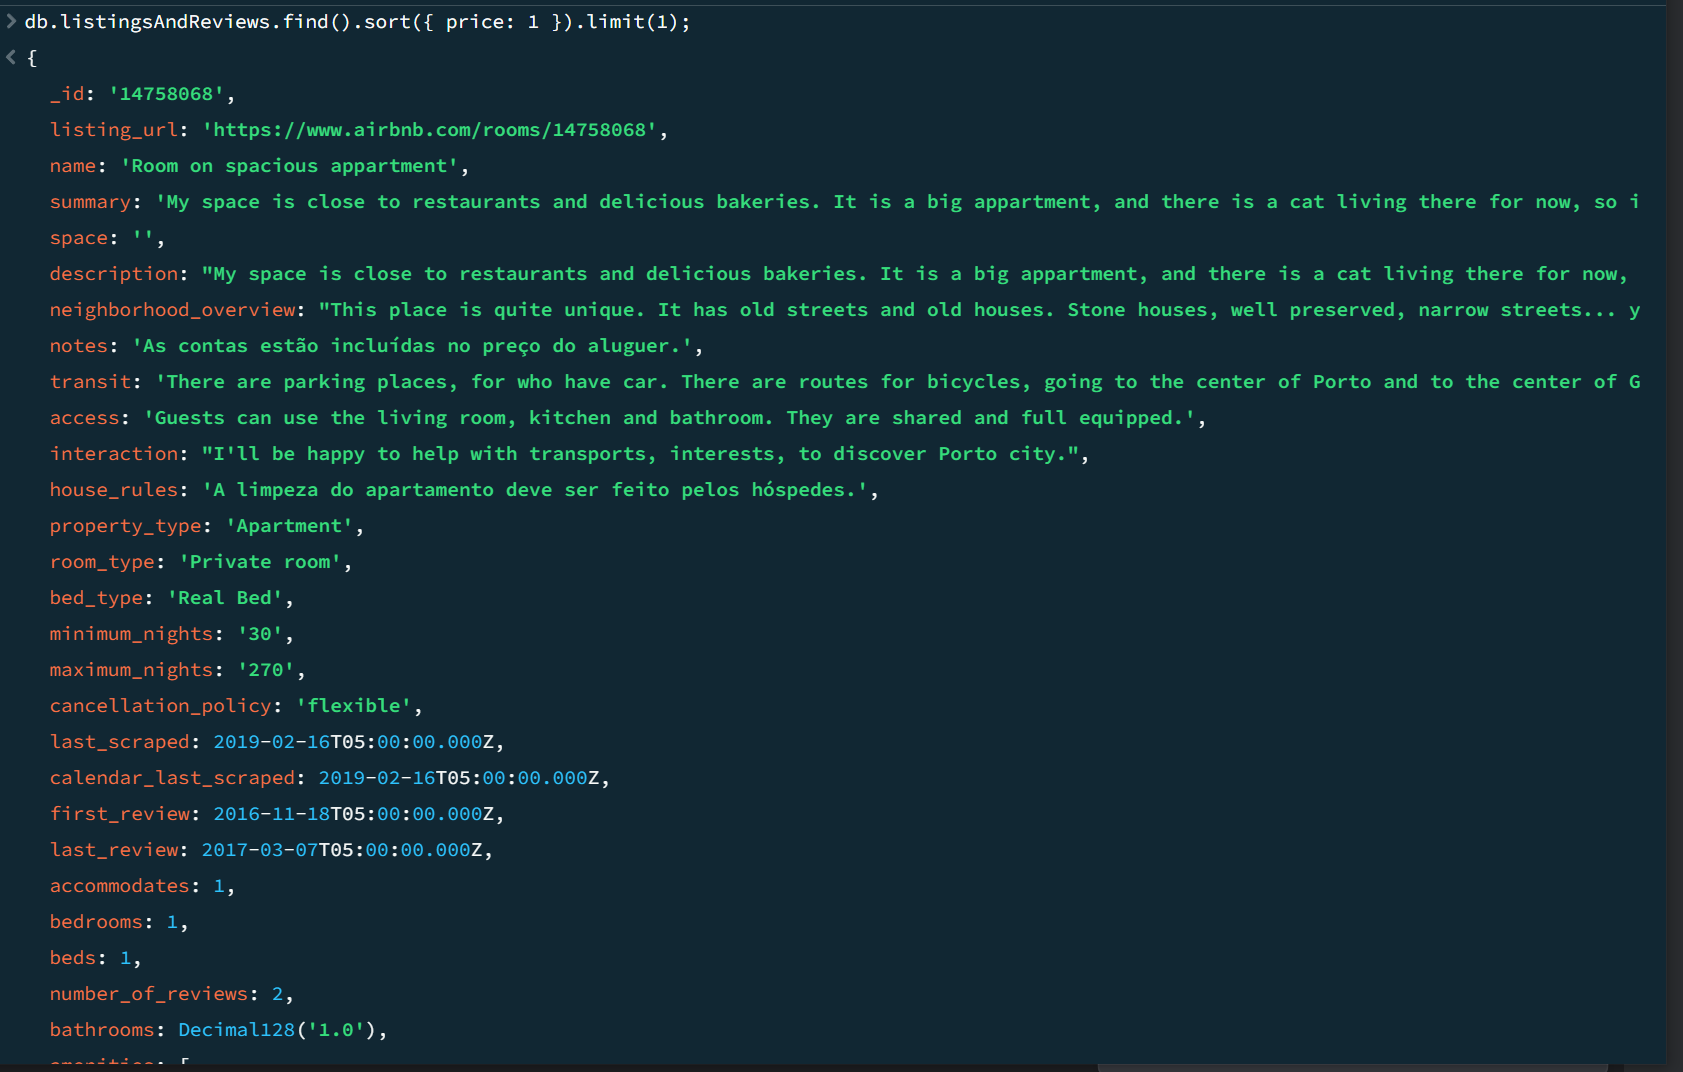 > db.listingsAndReviews.find().sort({ price: 1 }).limit(1);
< {
_id: '14758068',
listing_url: 'https://www.airbnb.com/rooms/14758068',
name: 'Room on spacious appartment',
summary: 'My space is close to restaurants and delicious bakeries. It is a big appartment, and there is a cat living there for now, so i
space: '',
description: "My space is close to restaurants and delicious bakeries. It is a big appartment, and there is a cat living there for now,
neighborhood_overview: "This place is quite unique. It has old streets and old houses. Stone houses, well preserved, narrow streets... y
notes: 'As contas estão incluídas no preço do aluguer.',
transit: 'There are parking places, for who have car. There are routes for bicycles, going to the center of Porto and to the center of G
access: 'Guests can use the living room, kitchen and bathroom. They are shared and full equipped.',
interaction: "I'll be happy to help with transports, interests, to discover Porto city.",
house_rules: 'A limpeza do apartamento deve ser feito pelos hóspedes.',
property_type: 'Apartment',
room_type: 'Private room',
bed_type: 'Real Bed',
minimum_nights: '30',
maximum_nights: '270',
cancellation_policy: 'flexible',
last_scraped: 2019-02-16T05:00:00.000Z,
calendar_last_scraped: 2019-02-16T05:00:00.000Z,
first_review: 2016-11-18T05:00:00.000Z,
last_review: 2017-03-07T05:00:00.000Z,
accommodates: 1,
bedrooms: 1,
beds: 1,
number_of_reviews: 2,
bathrooms: Decimal128('1.0'),